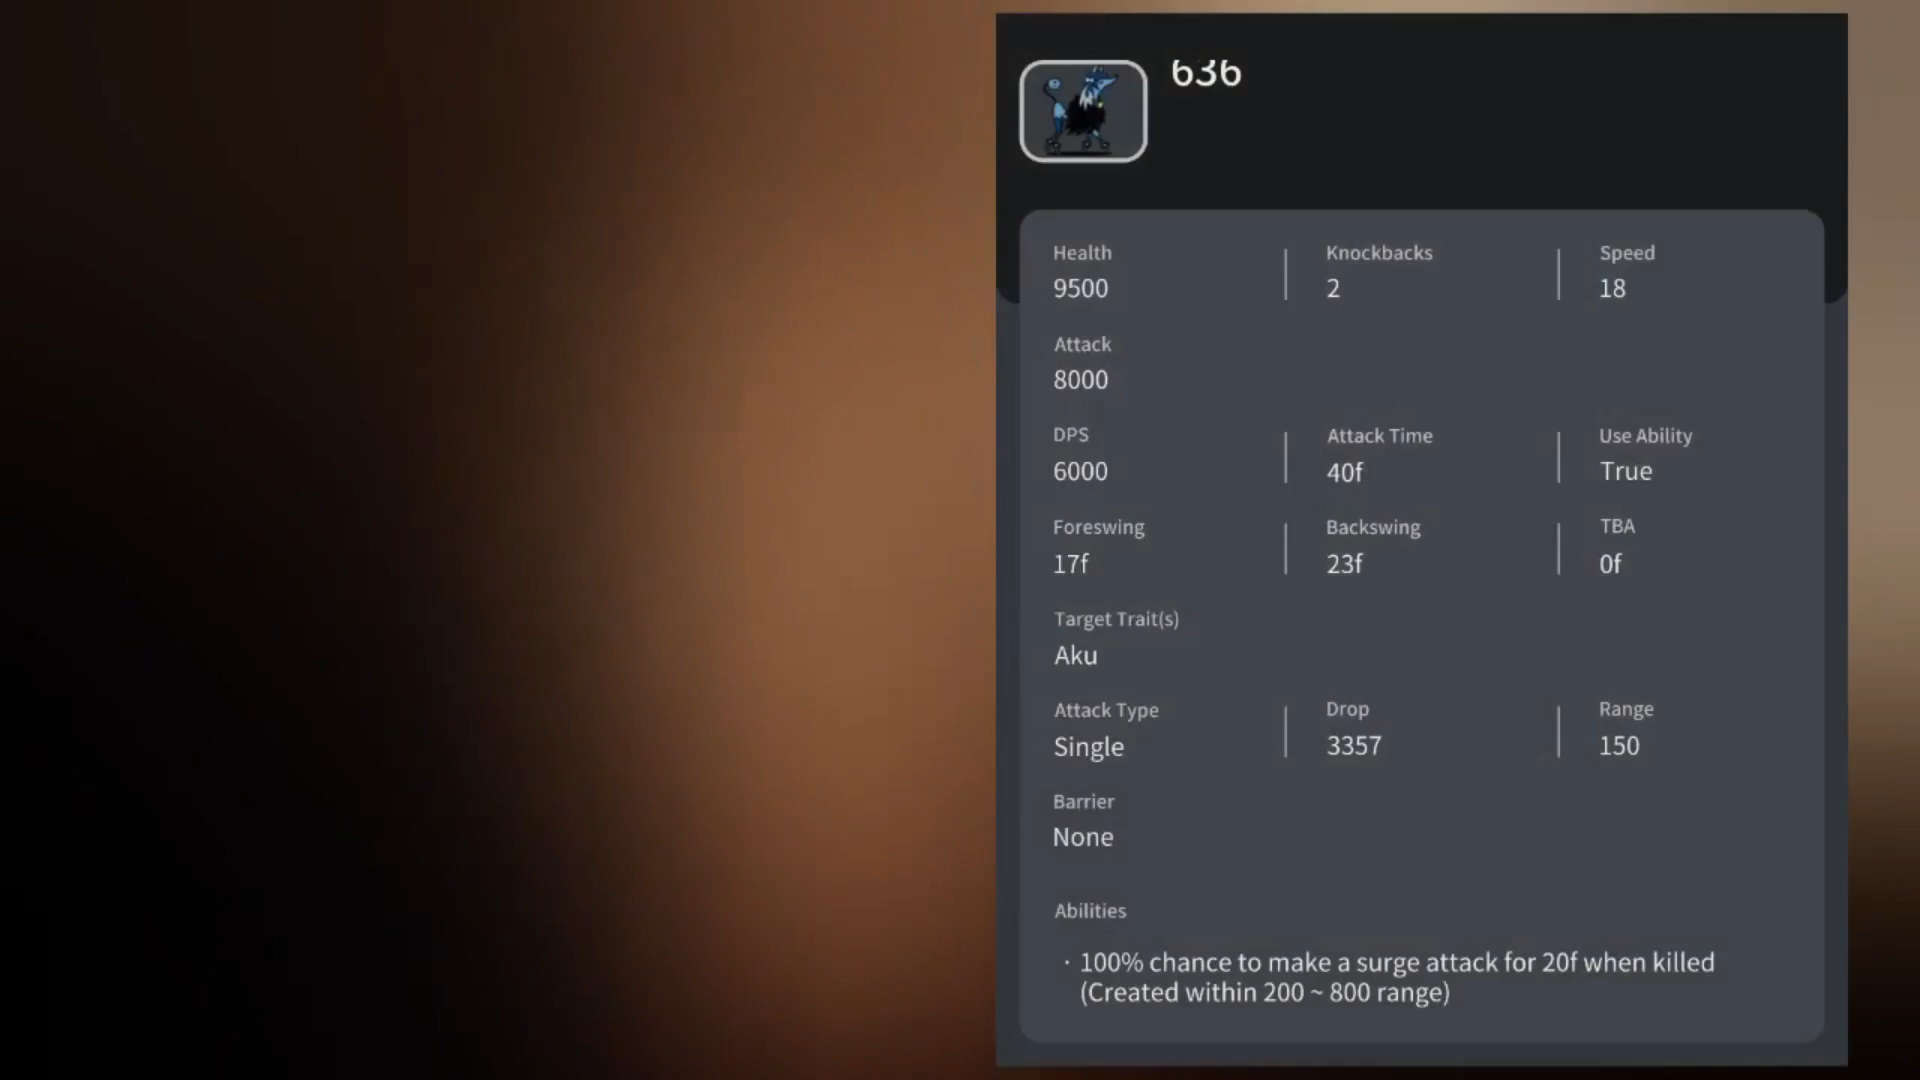 636
Health Knockbacks Speed
9500 2 18
Attack
8000
DPS Attack Time Use Ability
6000 40f True
Foreswing Backswing TBA
17f 23f 0f
Target Trait(s)
Aku
Attack Type Drop Range
Single 3357 150
Barrier
None
Abilities
· 100% chance to make a surge attack for 20f when killed
(Created within 200 ~ 800 range)